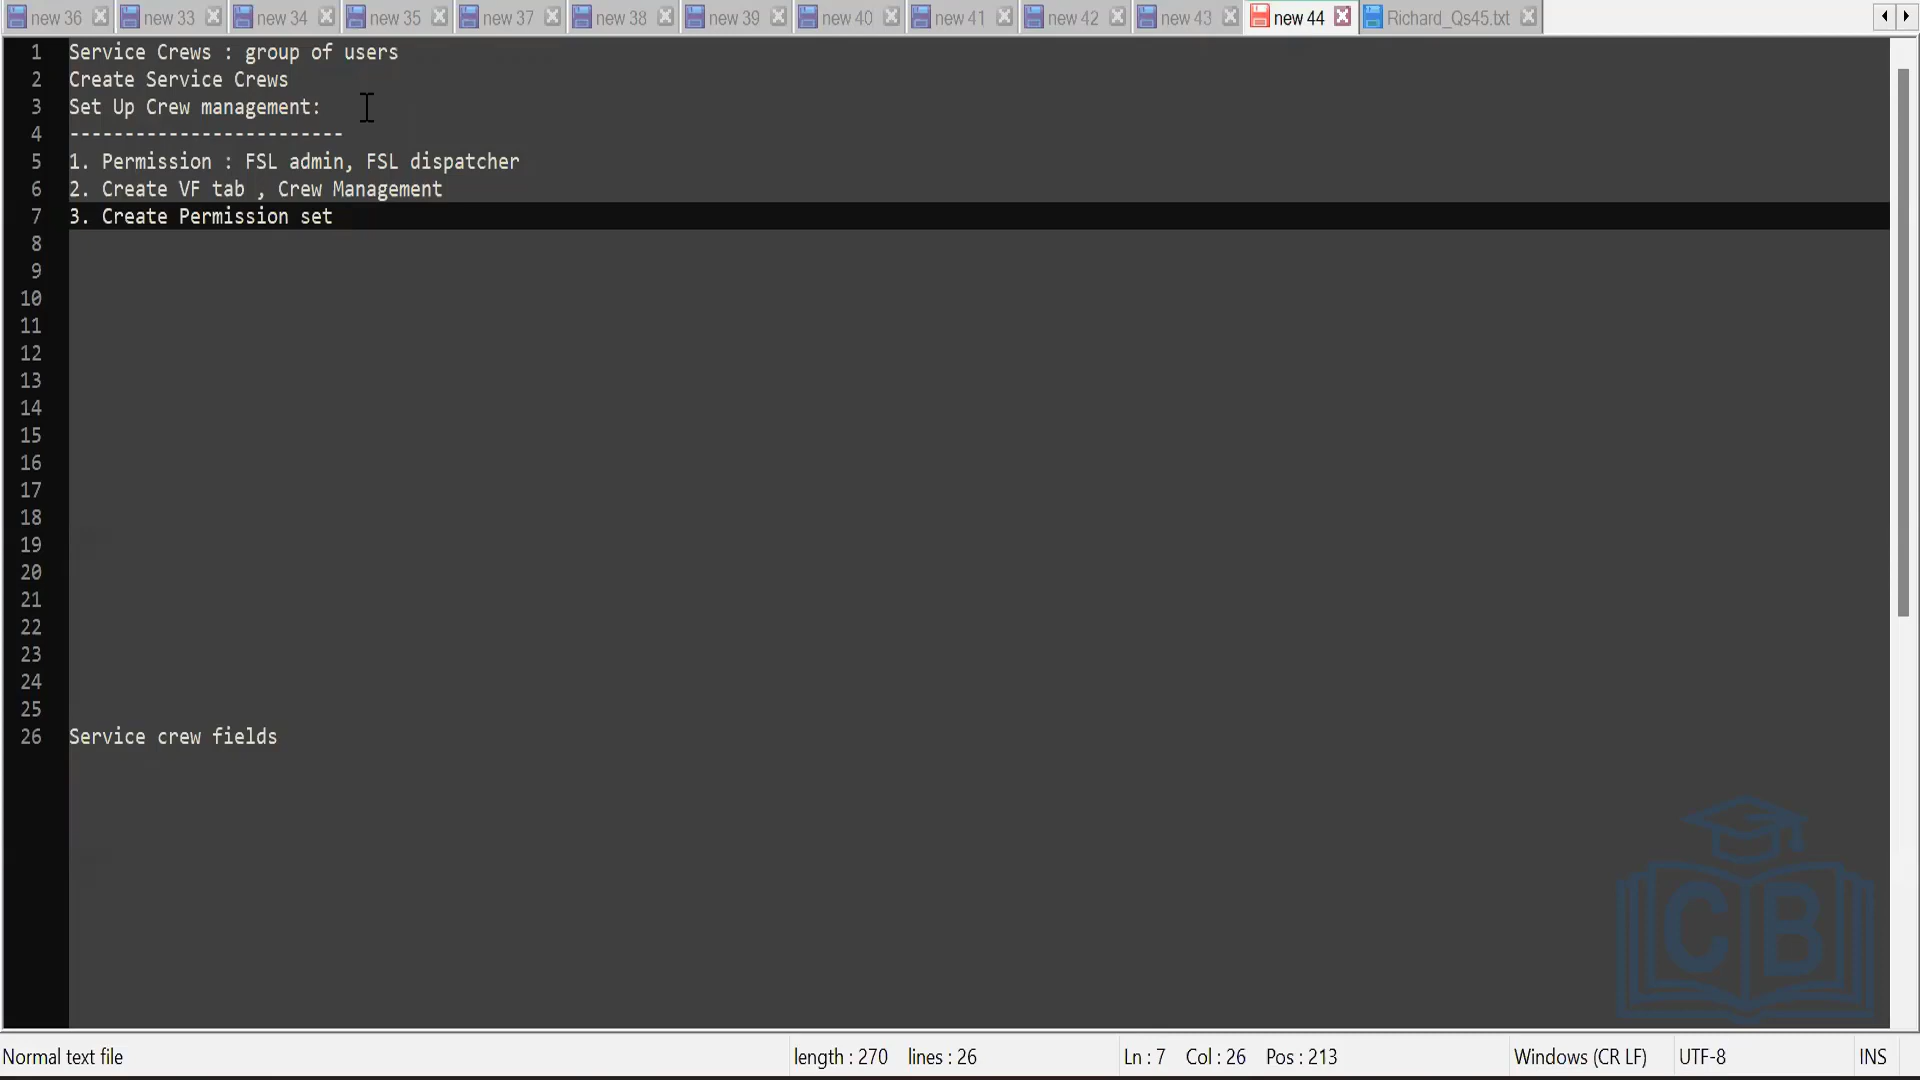 new 36 new 33 new 34 new 35 new 37 new 38 new 39 new 40 new 41 new 42 new 43 new 44 Richard_Qs45.txt
1 Service Crews : group of users
2 Create Service Crews
3 Set Up Crew management:
4 -------------------------
5 1. Permission : FSL admin, FSL dispatcher
6 2. Create VF tab , Crew Management
7 3. Create Permission set
8
9
10
11
12
13
14
15
16
17
18
19
20
21
22
23
24
25
26 Service crew fields
CB
Normal text file length : 270 lines : 26 Ln : 7 Col : 26 Pos : 213 Windows (CR LF) UTF-8 INS